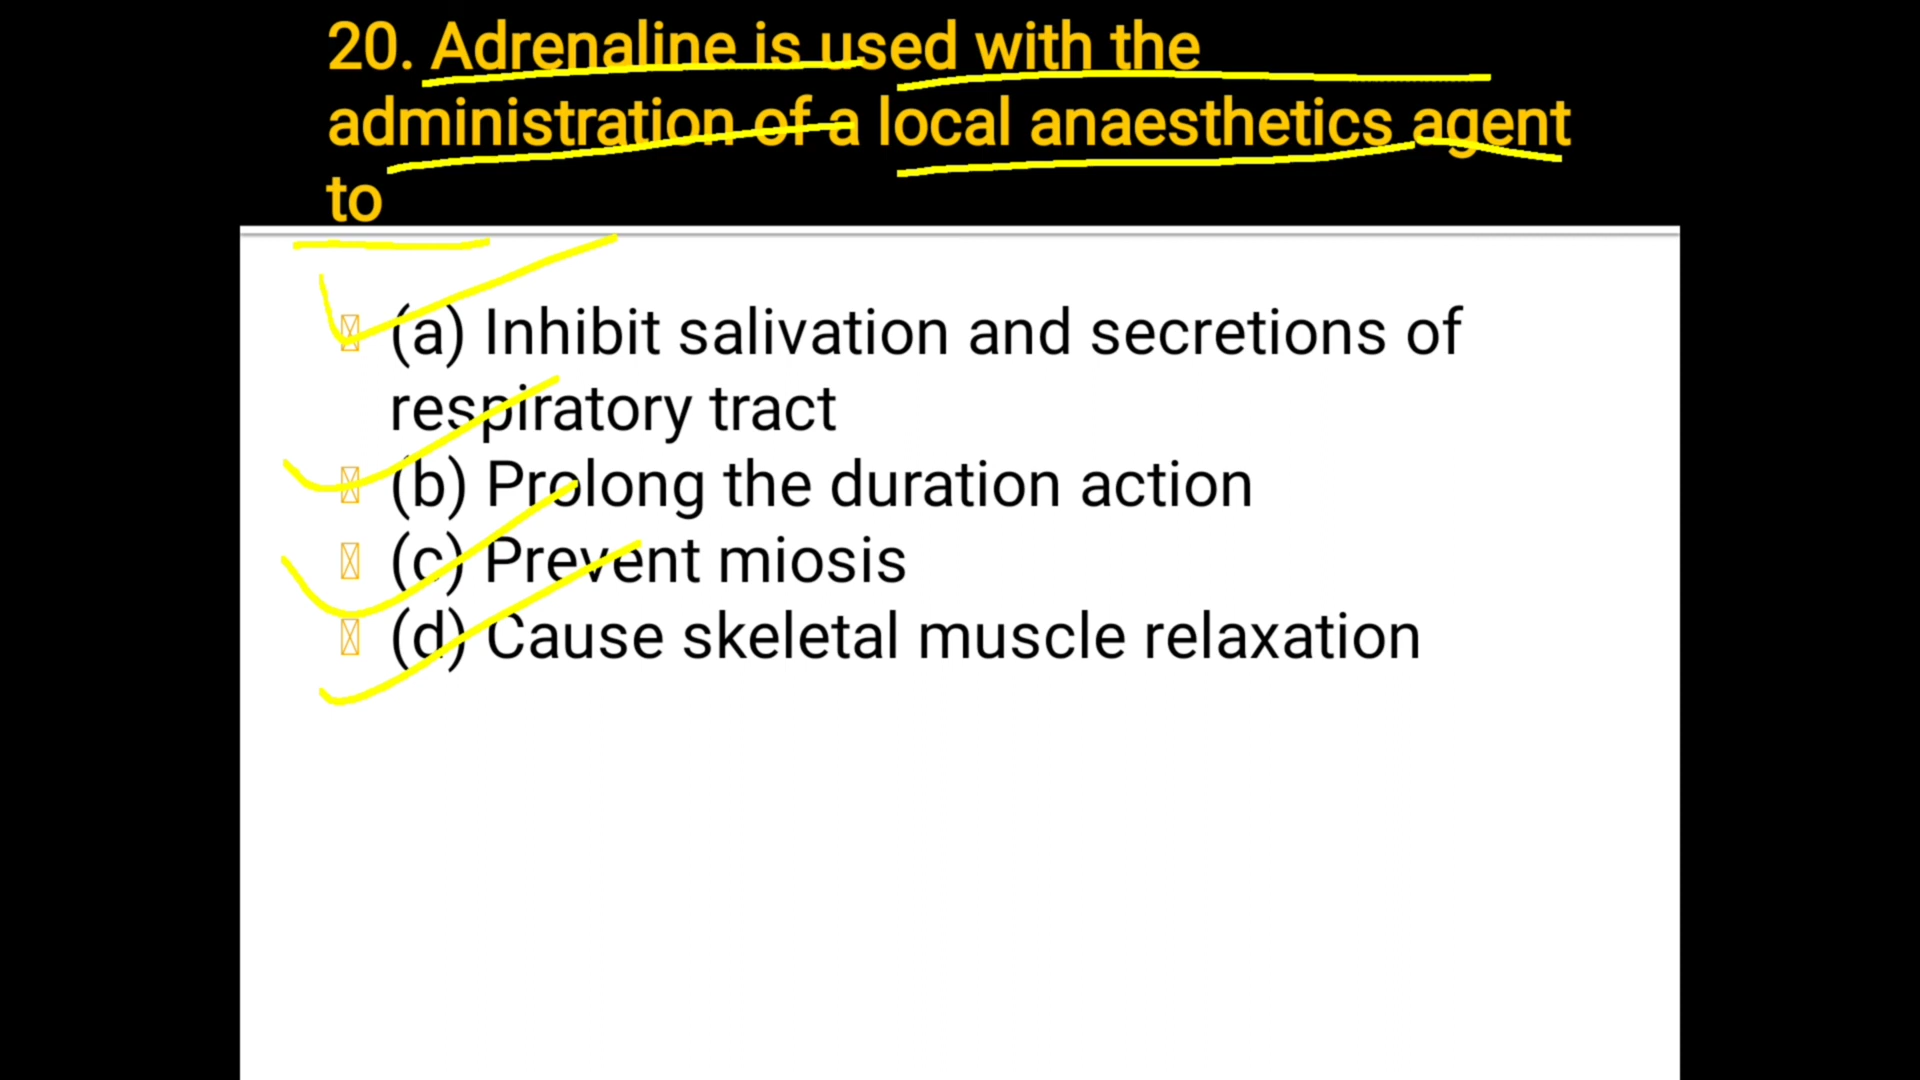 20. Adrenaline is used with the
administration of a local anaesthetics agent
to
(a) Inhibit salivation and secretions of
respiratory tract
(b) Prolong the duration action
(c) Prevent miosis
(d) Cause skeletal muscle relaxation